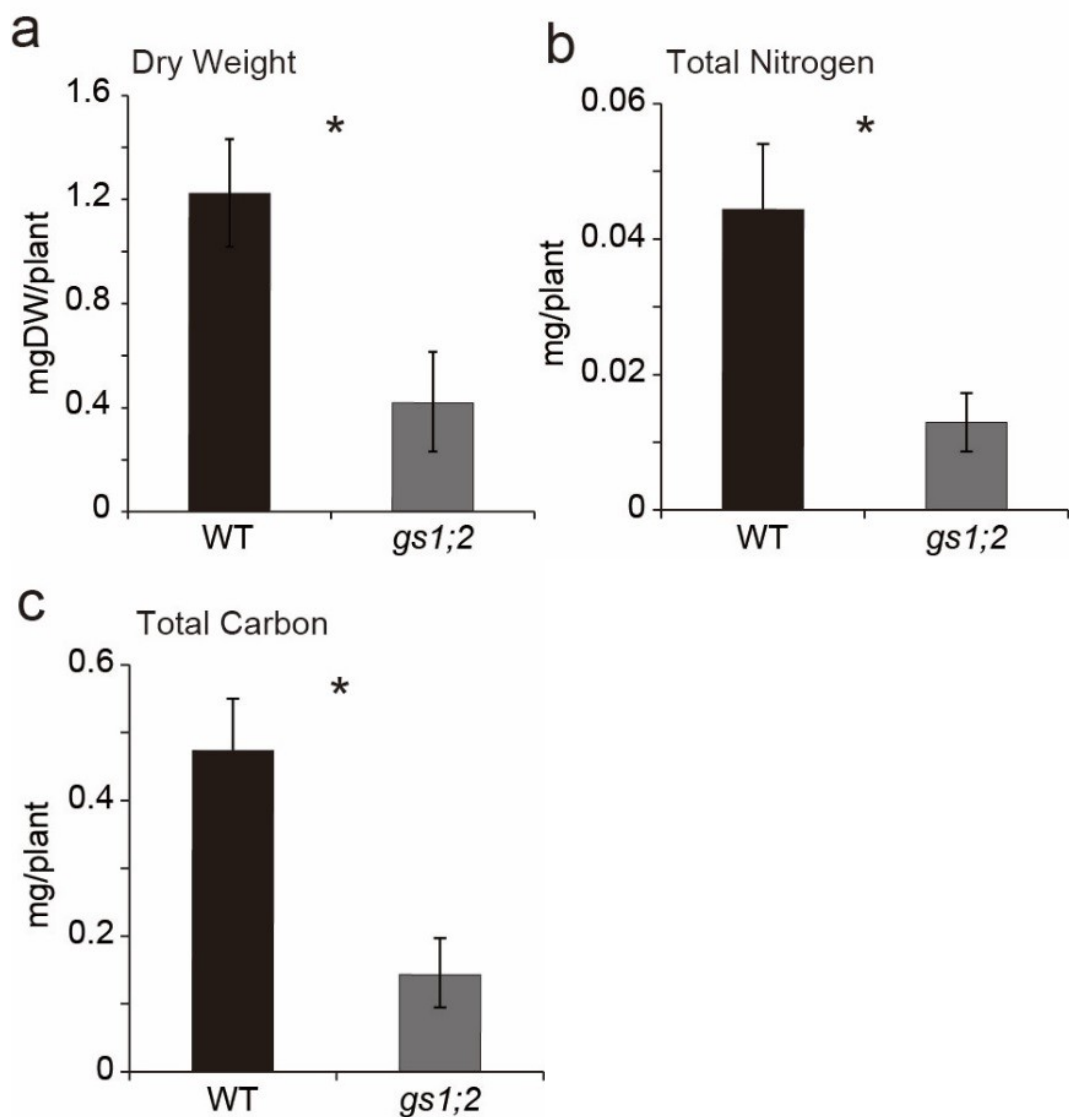 a
Dry Weight
1.6
*
1.2
0.8
0.4
0
mgDW/plant
WT
gs1;2
b
Total Nitrogen
0.06
*
0.04
0.02
0
mg/plant
WT
gs1;2
c
Total Carbon
0.6
*
0.4
0.2
0
mg/plant
WT
gs1;2